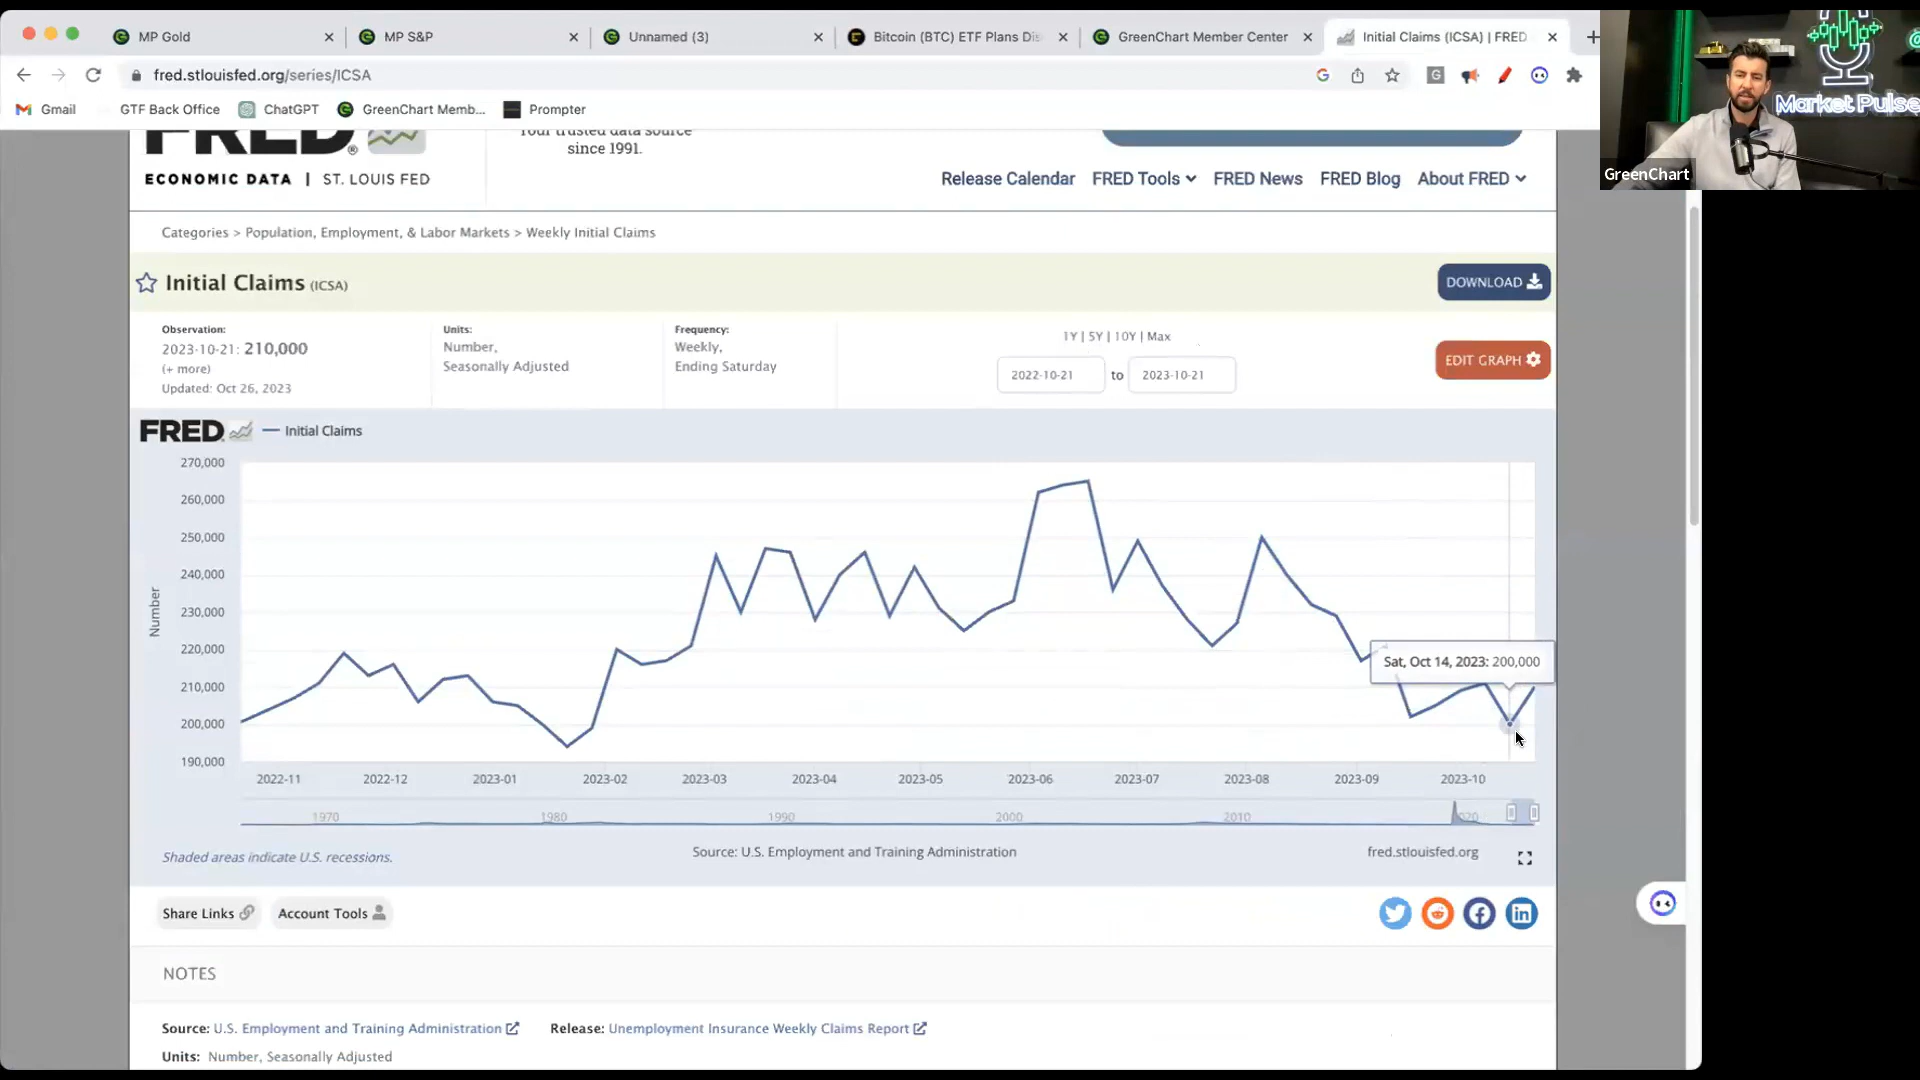 MP Gold
MP S&P
Unnamed (3)
Bitcoin (BTC) ETF Plans Dis
GreenChart Member Center
Initial Claims (ICSA) | FRED
fred.stlouisfed.org/series/ICSA
Gmail
GTF Back Office
ChatGPT
GreenChart Memb...
Prompter
Market Pulse
GreenChart
FRED®
ECONOMIC DATA | ST. LOUIS FED
Your trusted data source
since 1991.
Release Calendar
FRED Tools
FRED News
FRED Blog
About FRED
Categories > Population, Employment, & Labor Markets > Weekly Initial Claims
Initial Claims (ICSA)
DOWNLOAD
Observation:
2023-10-21: 210,000
(+ more)
Updated: Oct 26, 2023
Units:
Number,
Seasonally Adjusted
Frequency:
Weekly,
Ending Saturday
1Y | 5Y | 10Y | Max
2022-10-21 to 2023-10-21
EDIT GRAPH
FRED
Initial Claims
270,000
260,000
250,000
240,000
230,000
220,000
210,000
200,000
190,000
Number
Sat, Oct 14, 2023: 200,000
2022-11
2022-12
2023-01
2023-02
2023-03
2023-04
2023-05
2023-06
2023-07
2023-08
2023-09
2023-10
1970
1980
1990
2000
2010
2020
Shaded areas indicate U.S. recessions.
Source: U.S. Employment and Training Administration
fred.stlouisfed.org
Share Links
Account Tools
NOTES
Source: U.S. Employment and Training Administration
Release: Unemployment Insurance Weekly Claims Report
Units: Number, Seasonally Adjusted